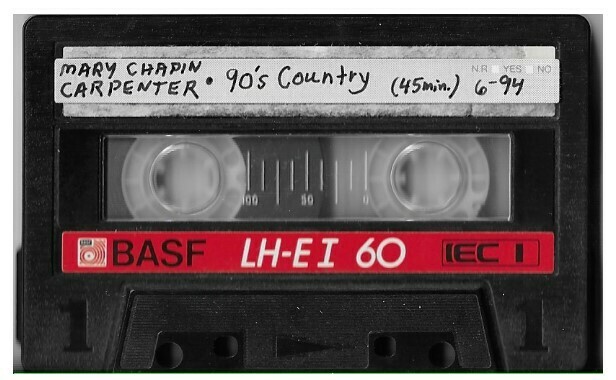 MARY CHAPIN
CARPENTER • 90's Country (45min.) 6-94
N.R YES NO
100 50 0
BASF LH-E I 60 IEC I
1 1